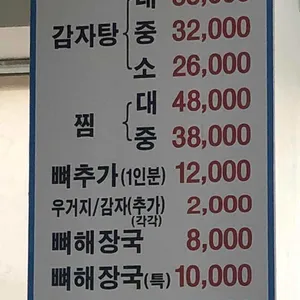 감자탕 중 32,000
소 26,000
찜 대 48,000
중 38,000
뼈추가(1인분) 12,000
우거지/감자(추가)(각각) 2,000
뼈해장국 8,000
뼈해장국(특) 10,000